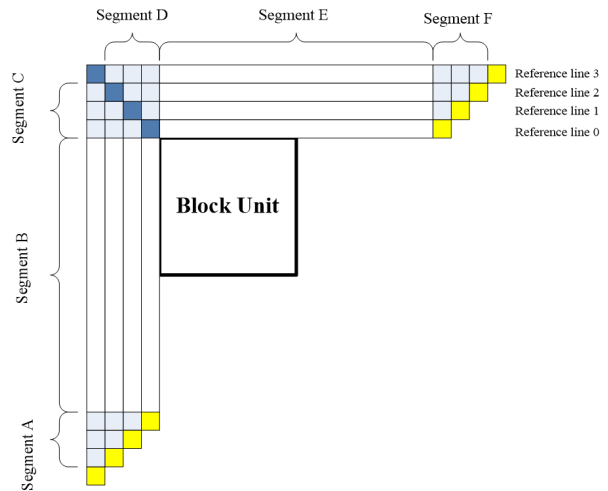 Segment D
Segment E
Segment F
Segment C
Reference line 3
Reference line 2
Reference line 1
Reference line 0
Block Unit
Segment B
Segment A